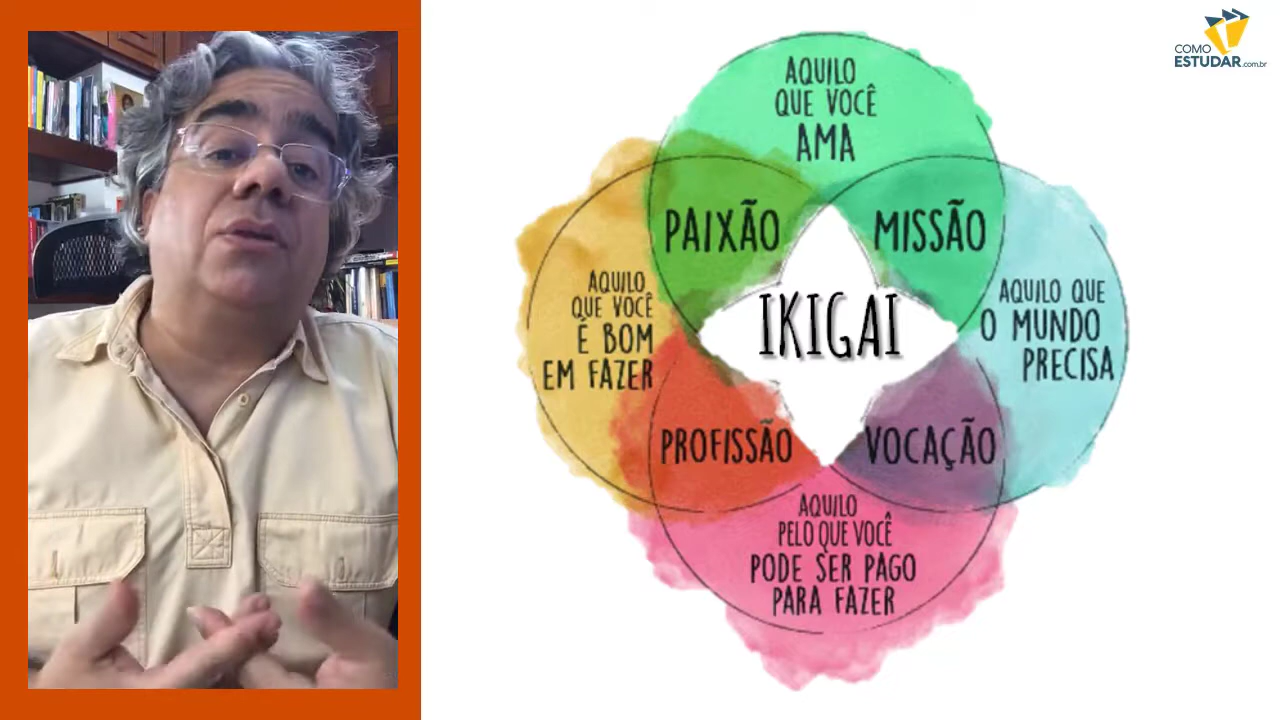 COMO
ESTUDAR.com.br
AQUILO
QUE VOCÊ
AMA
PAIXÃO
MISSÃO
AQUILO
QUE VOCÊ
É BOM
EM FAZER
IKIGAI
AQUILO QUE
O MUNDO
PRECISA
PROFISSÃO
VOCAÇÃO
AQUILO
PELO QUE VOCÊ
PODE SER PAGO
PARA FAZER